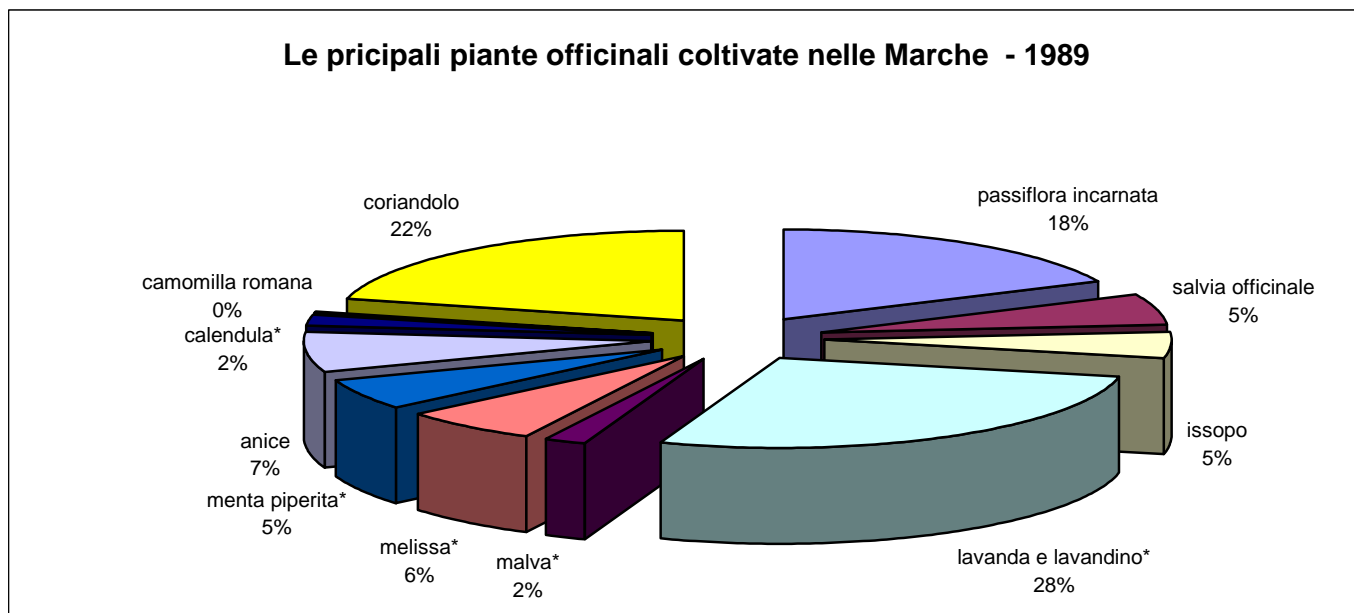 Le pricipali piante officinali coltivate nelle Marche - 1989
coriandolo
22%
passiflora incarnata
18%
camomilla romana
0%
salvia officinale
5%
calendula*
2%
anice
7%
issopo
5%
menta piperita*
5%
melissa*
6%
malva*
2%
lavanda e lavandino*
28%